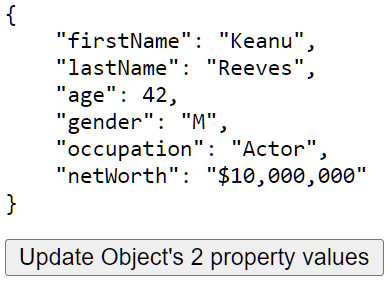 {
    "firstName": "Keanu",
    "lastName": "Reeves",
    "age": 42,
    "gender": "M",
    "occupation": "Actor",
    "netWorth": "$10,000,000"
}
Update Object's 2 property values